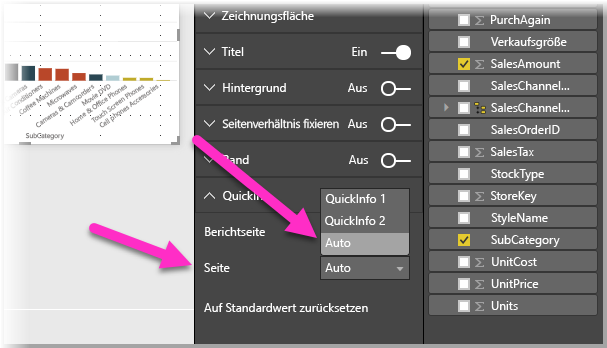 Coffee Machines
Microwaves
Cameras & Camcorders
Movie DVD
Home & Office Phones
Touch Screen Phones
Cell phones Accessories
SubCategory
Zeichnungsfläche
Titel Ein
Hintergrund Aus
Seitenverhältnis fixieren Aus
Rand Aus
QuickInf
QuickInfo 1
QuickInfo 2
Auto
Berichtseite
Seite Auto
Auf Standardwert zurücksetzen
PurchAgain
Verkaufsgröße
SalesAmount
SalesChannel...
SalesChannel...
SalesOrderID
SalesTax
StockType
StoreKey
StyleName
SubCategory
UnitCost
UnitPrice
Units